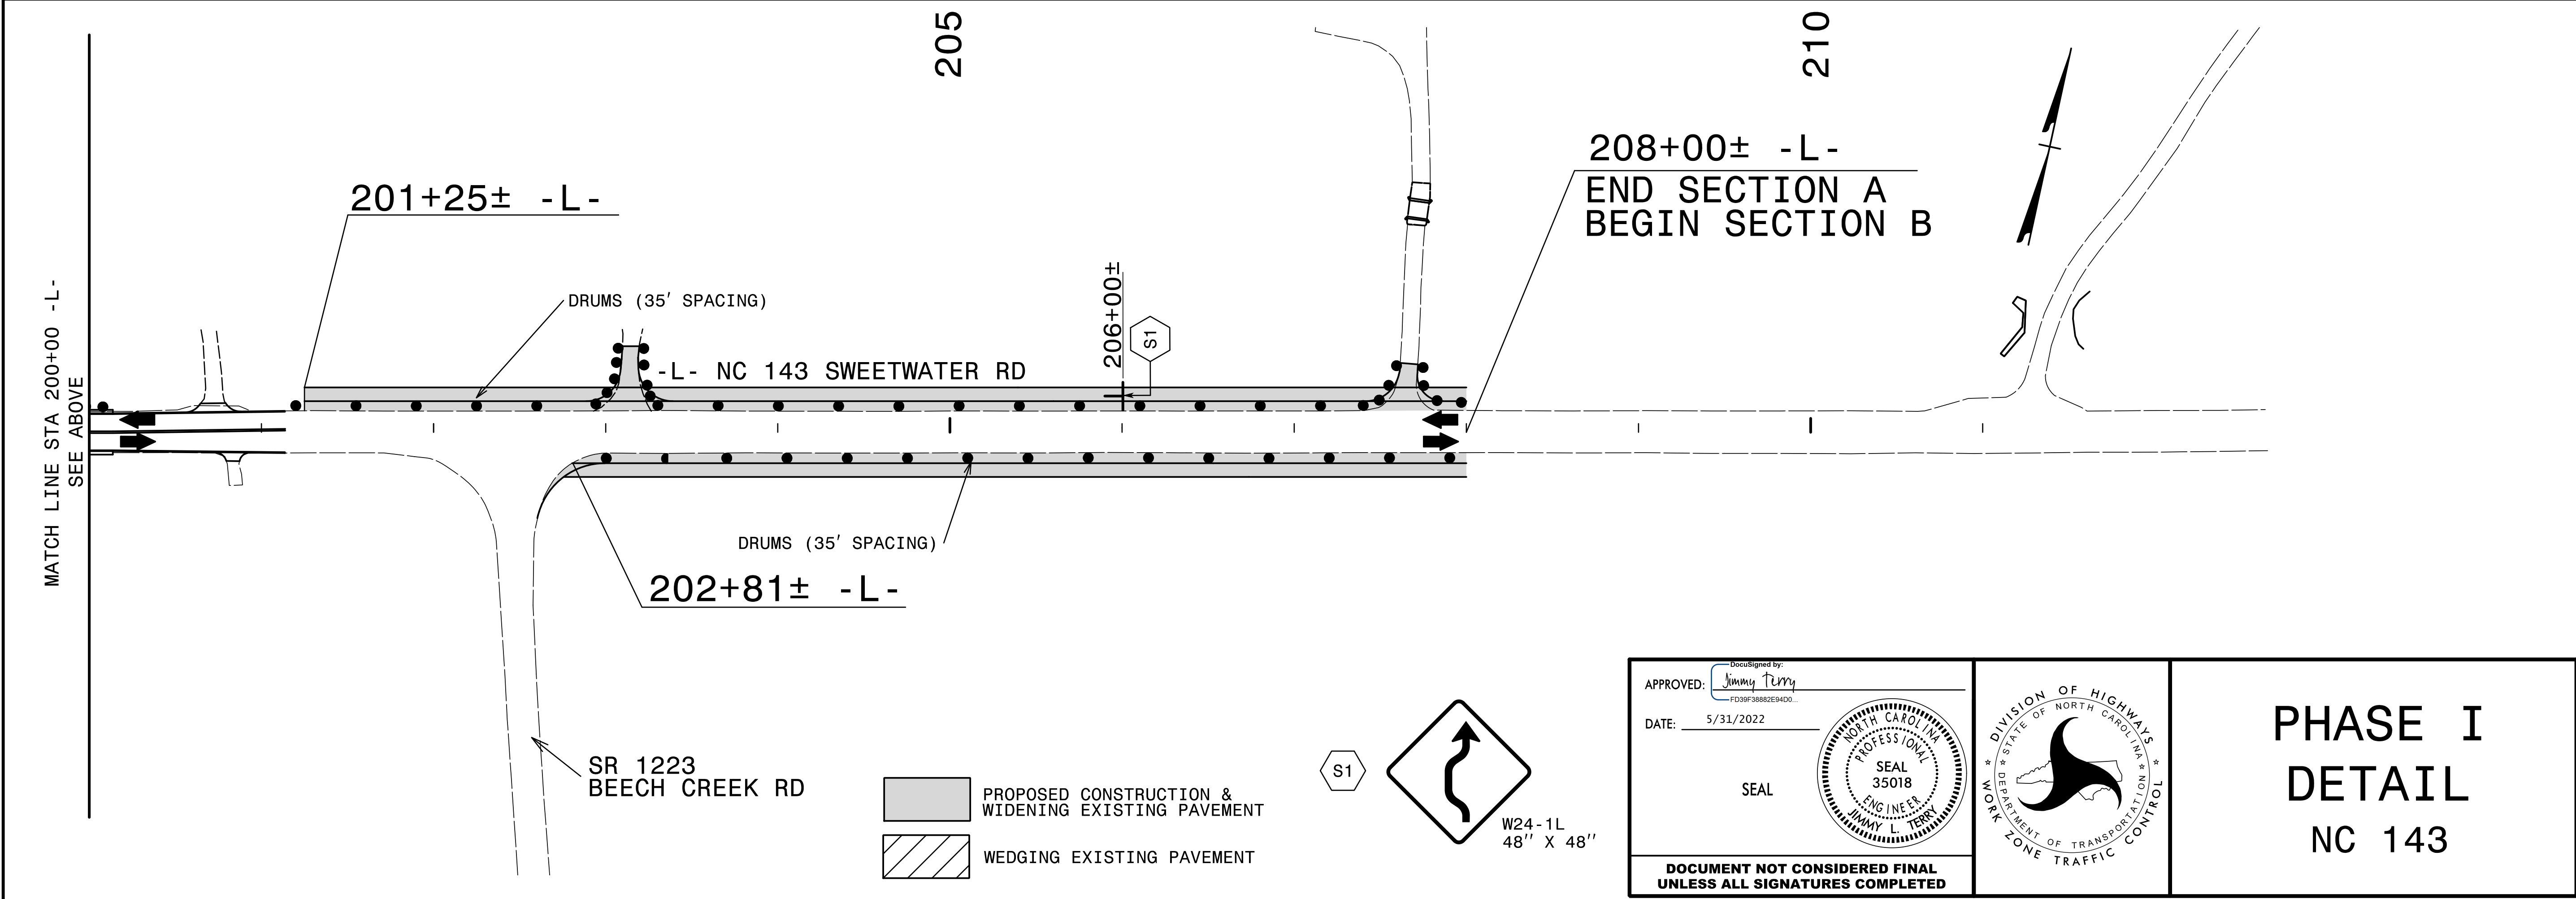 205
210
201+25± -L-
208+00± -L-
END SECTION A
BEGIN SECTION B
DRUMS (35' SPACING)
206+00±
S1
-L- NC 143 SWEETWATER RD
MATCH LINE STA 200+00 -L-
SEE ABOVE
DRUMS (35' SPACING)
202+81± -L-
SR 1223
BEECH CREEK RD
PROPOSED CONSTRUCTION &
WIDENING EXISTING PAVEMENT
WEDGING EXISTING PAVEMENT
S1
W24-1L
48'' X 48''
DocuSigned by:
APPROVED: Jimmy Terry
FD39F38882E94D0...
DATE: 5/31/2022
SEAL
NORTH CAROLINA
PROFESSIONAL
SEAL
35018
ENGINEER
JIMMY L. TERRY
DOCUMENT NOT CONSIDERED FINAL
UNLESS ALL SIGNATURES COMPLETED
DIVISION OF HIGHWAYS
STATE OF NORTH CAROLINA
DEPARTMENT OF TRANSPORTATION
WORK ZONE TRAFFIC CONTROL
PHASE I
DETAIL
NC 143